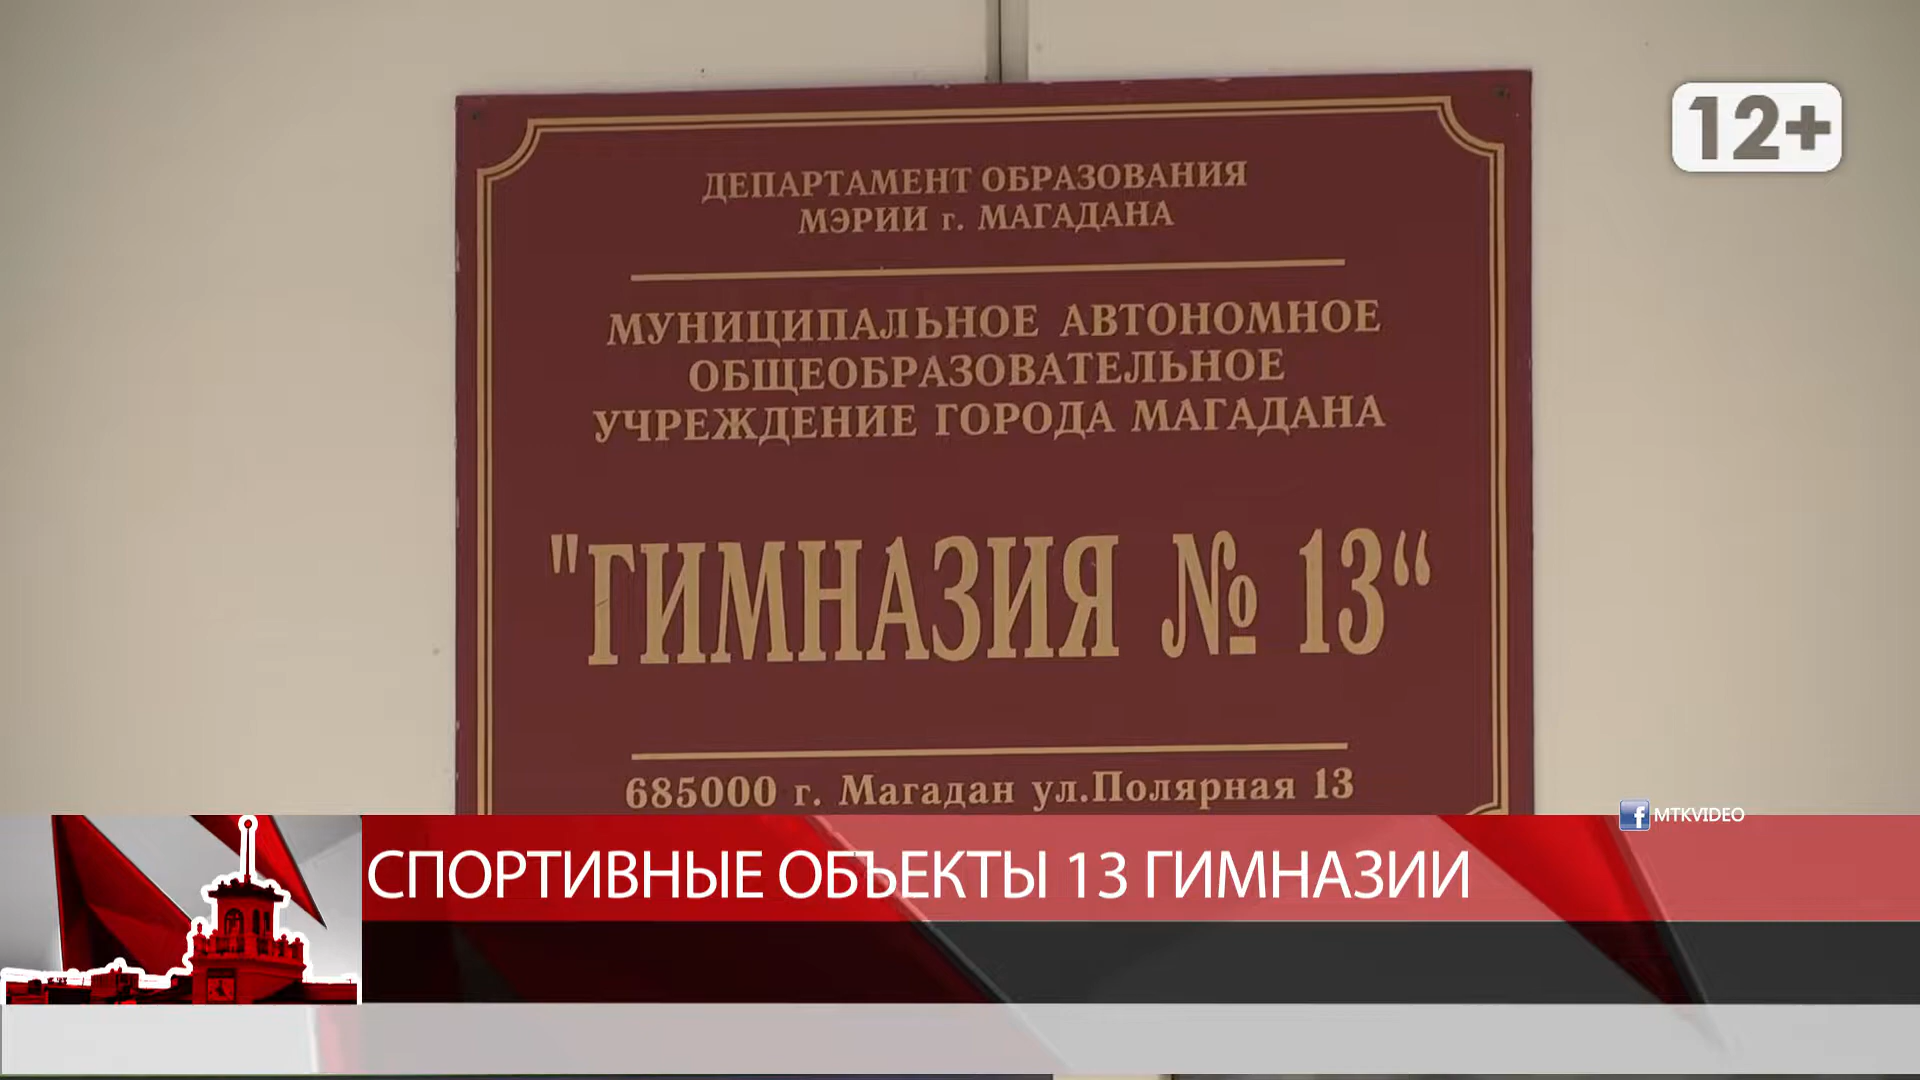 12+
ДЕПАРТАМЕНТ ОБРАЗОВАНИЯ
МЭРИИ г. МАГАДАНА
МУНИЦИПАЛЬНОЕ АВТОНОМНОЕ
ОБЩЕОБРАЗОВАТЕЛЬНОЕ
УЧРЕЖДЕНИЕ ГОРОДА МАГАДАНА
"ГИМНАЗИЯ № 13“
685000 г. Магадан ул.Полярная 13
f MTKVIDEO
СПОРТИВНЫЕ ОБЪЕКТЫ 13 ГИМНАЗИИ